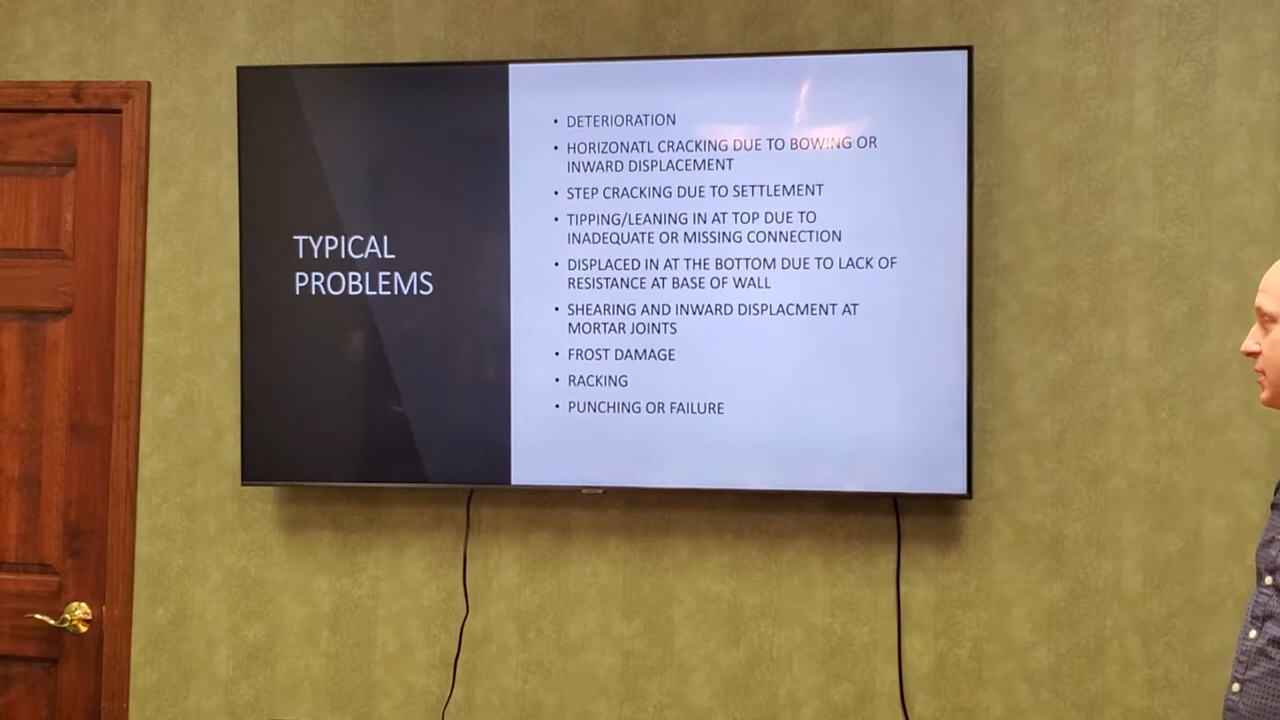 TYPICAL
PROBLEMS
• DETERIORATION
• HORIZONATL CRACKING DUE TO BOWING OR
INWARD DISPLACEMENT
• STEP CRACKING DUE TO SETTLEMENT
• TIPPING/LEANING IN AT TOP DUE TO
INADEQUATE OR MISSING CONNECTION
• DISPLACED IN AT THE BOTTOM DUE TO LACK OF
RESISTANCE AT BASE OF WALL
• SHEARING AND INWARD DISPLACMENT AT
MORTAR JOINTS
• FROST DAMAGE
• RACKING
• PUNCHING OR FAILURE